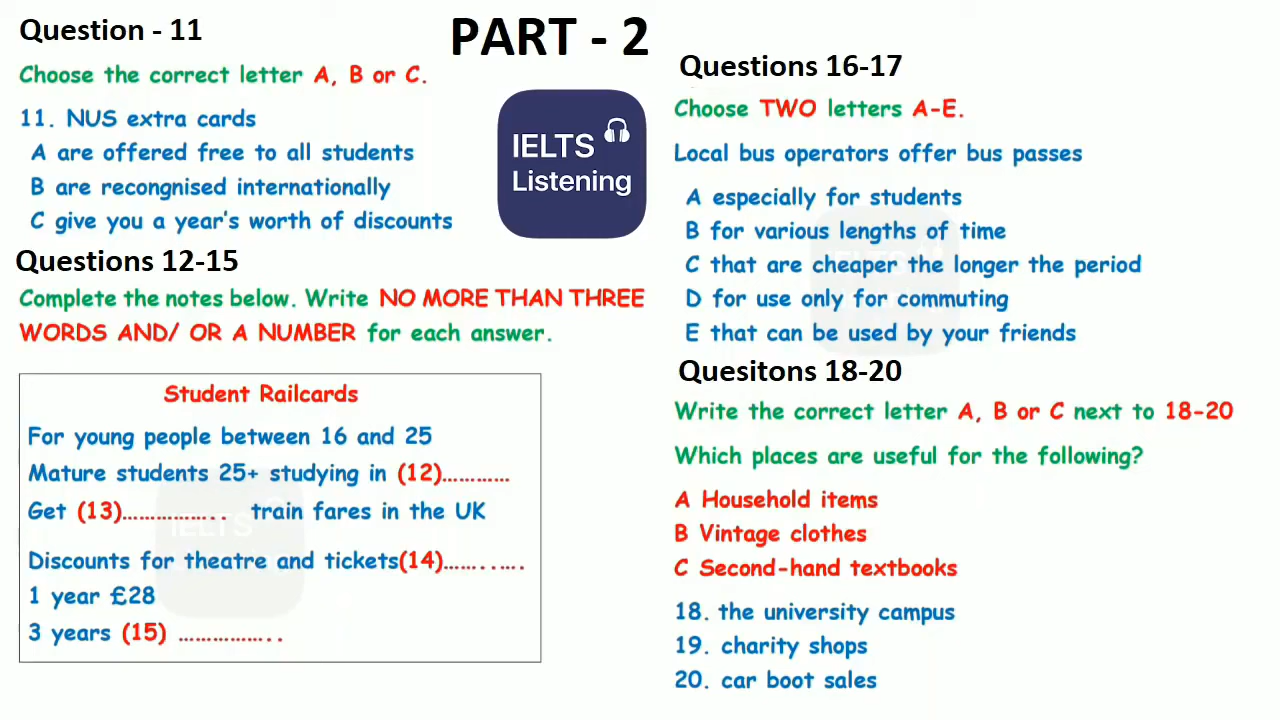 PART - 2
Question - 11
Choose the correct letter A, B or C.
11. NUS extra cards
A are offered free to all students
B are recongnised internationally
C give you a year's worth of discounts
IELTS
Listening
Questions 12-15
Complete the notes below. Write NO MORE THAN THREE
WORDS AND/ OR A NUMBER for each answer.
Student Railcards
For young people between 16 and 25
Mature students 25+ studying in (12)…………
Get (13)…………….. train fares in the UK
Discounts for theatre and tickets(14)……..….
1 year £28
3 years (15) ……………..
Questions 16-17
Choose TWO letters A-E.
Local bus operators offer bus passes
A especially for students
B for various lengths of time
C that are cheaper the longer the period
D for use only for commuting
E that can be used by your friends
Quesitons 18-20
Write the correct letter A, B or C next to 18-20
Which places are useful for the following?
A Household items
B Vintage clothes
C Second-hand textbooks
18. the university campus
19. charity shops
20. car boot sales